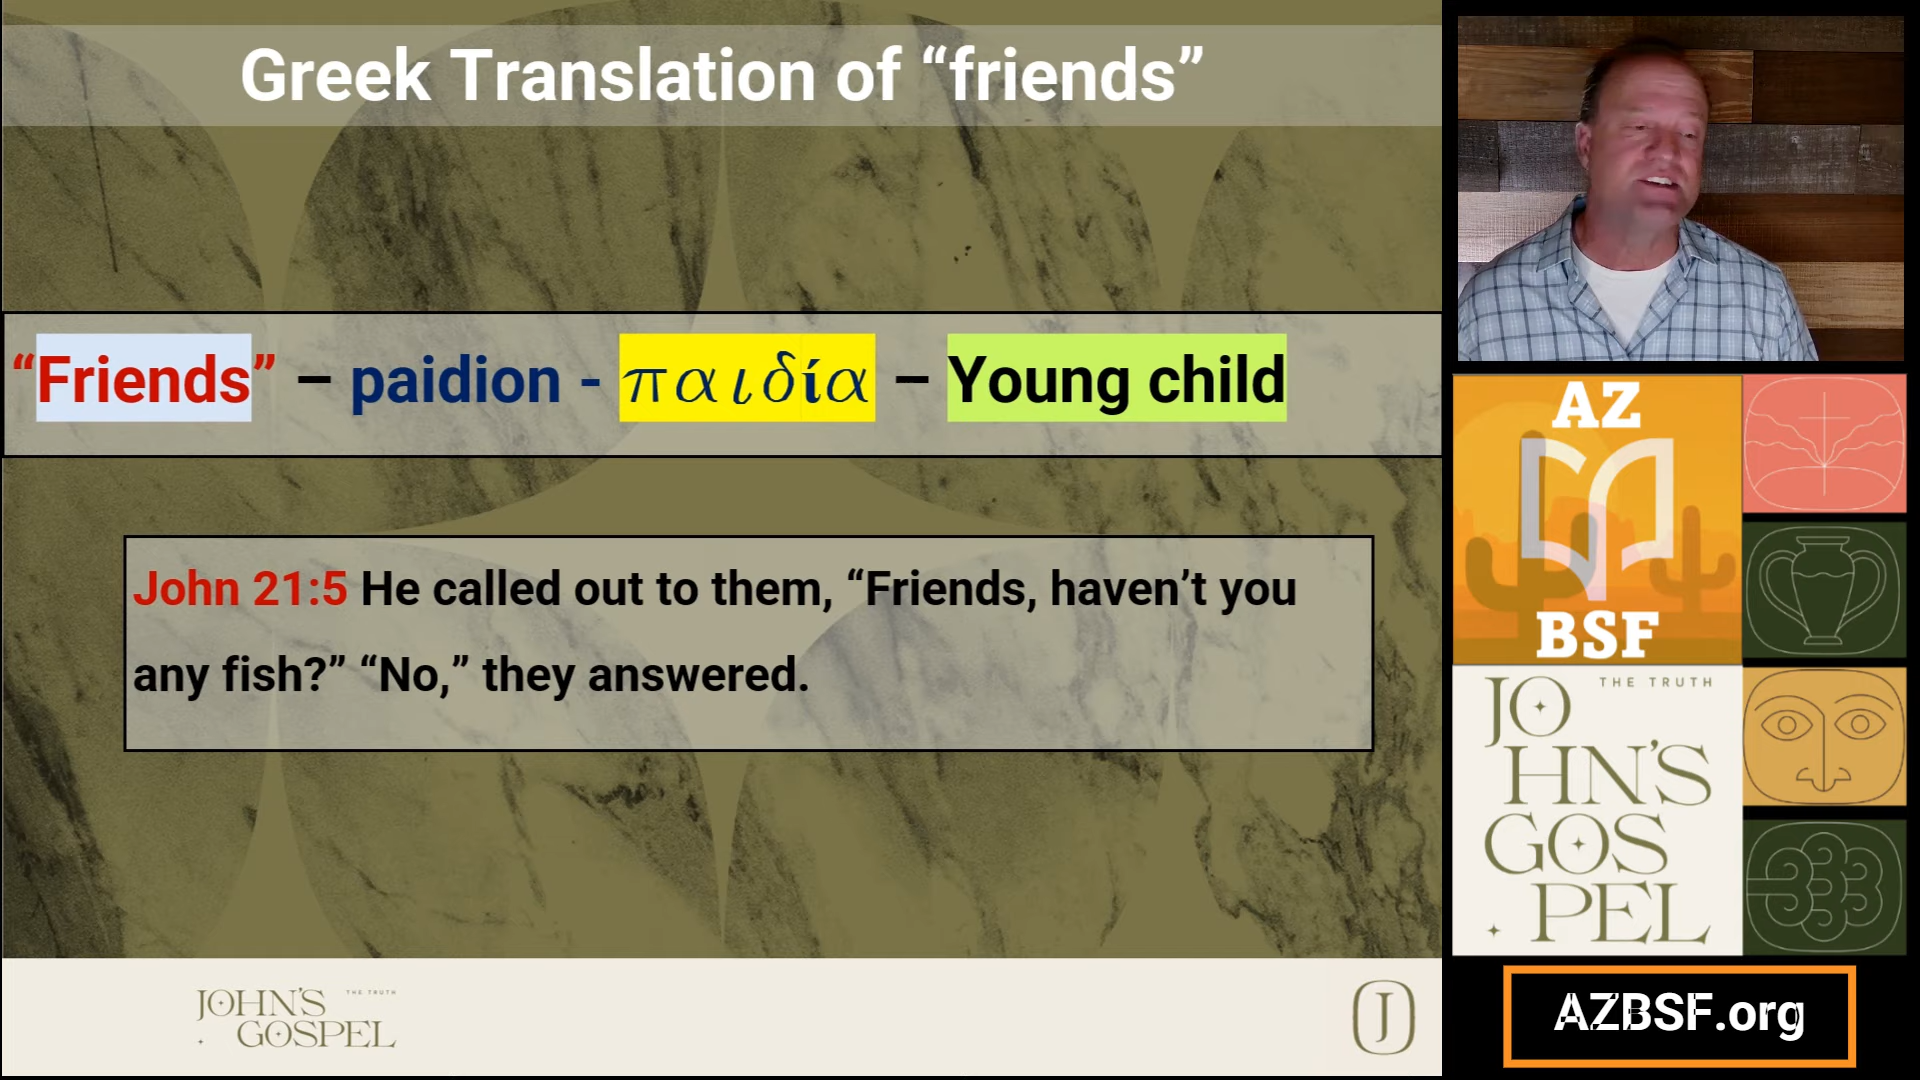 Greek Translation of “friends”
“Friends” – paidion - παιδία – Young child
John 21:5 He called out to them, “Friends, haven’t you
any fish?” “No,” they answered.
JOHN'S THE TRUTH
GOSPEL
J
AZ
BSF
THE TRUTH
JO
HN'S
GOS
PEL
AZBSF.org